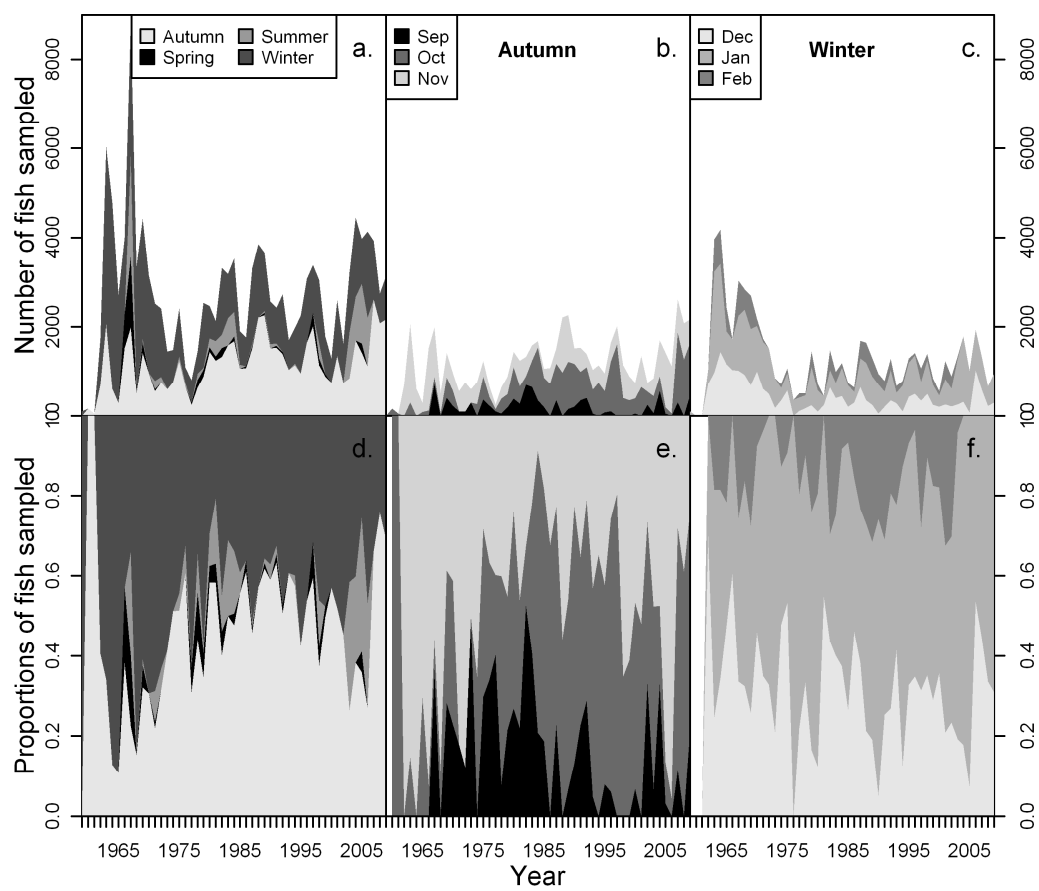 Autumn Summer
Spring Winter
a.
Sep
Oct
Nov
Autumn
b.
Dec
Jan
Feb
Winter
c.
Number of fish sampled
8000
6000
4000
2000
8000
6000
4000
2000
100
100
d.
e.
f.
Proportions of fish sampled
0.8
0.6
0.4
0.2
0.0
0.8
0.6
0.4
0.2
0.0
1965 1975 1985 1995 2005 1965 1975 1985 1995 2005 1965 1975 1985 1995 2005
Year